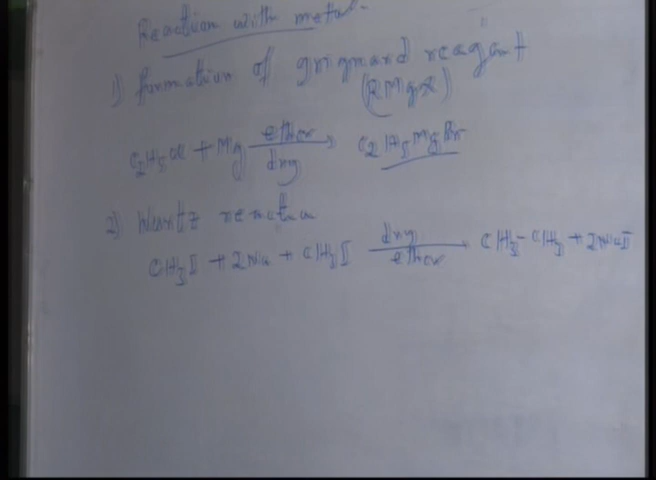 Reaction with metal
1) formation of grignard reagent
(RMgX)
C2H5Cl + Mg ether dry → C2H5MgBr
2) Wurtz reaction
CH3I + 2Na + CH3I dry ether → CH3-CH3 + 2NaI